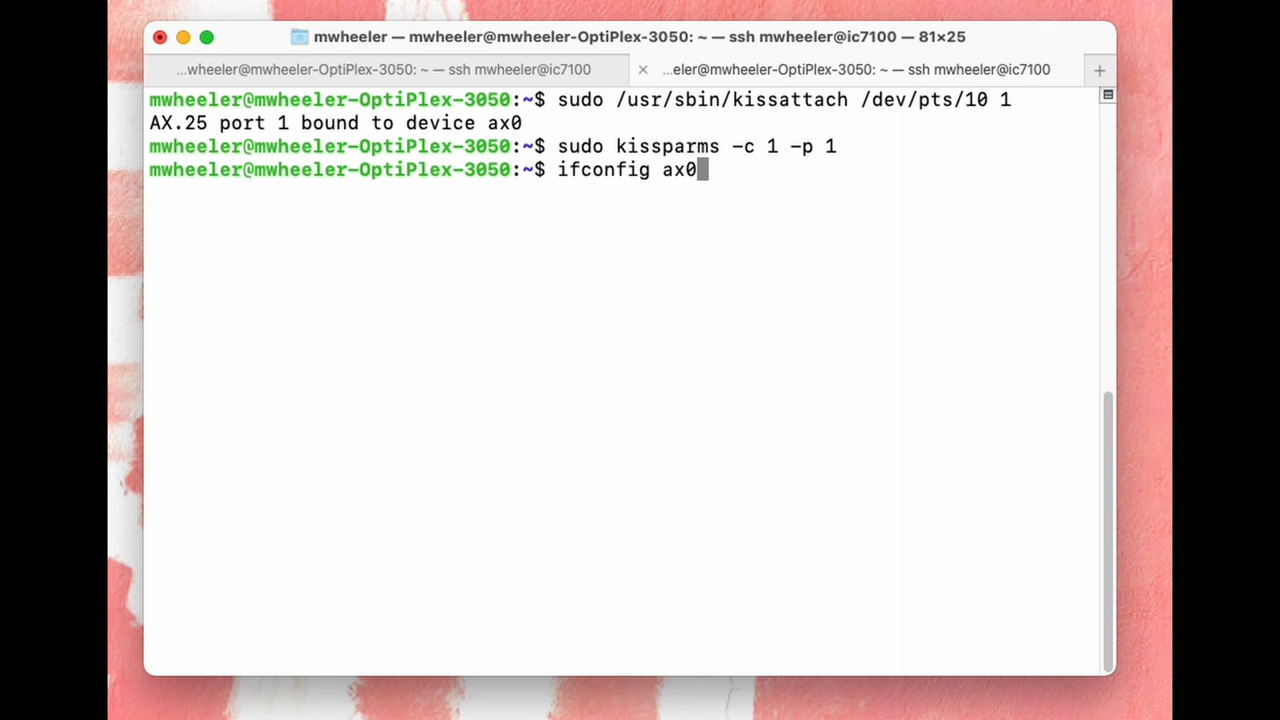 mwheeler — mwheeler@mwheeler-OptiPlex-3050: ~ — ssh mwheeler@ic7100 — 81×25
...wheeler@mwheeler-OptiPlex-3050: ~ — ssh mwheeler@ic7100
...eler@mwheeler-OptiPlex-3050: ~ — ssh mwheeler@ic7100
mwheeler@mwheeler-OptiPlex-3050:~$ sudo /usr/sbin/kissattach /dev/pts/10 1
AX.25 port 1 bound to device ax0
mwheeler@mwheeler-OptiPlex-3050:~$ sudo kissparms -c 1 -p 1
mwheeler@mwheeler-OptiPlex-3050:~$ ifconfig ax0